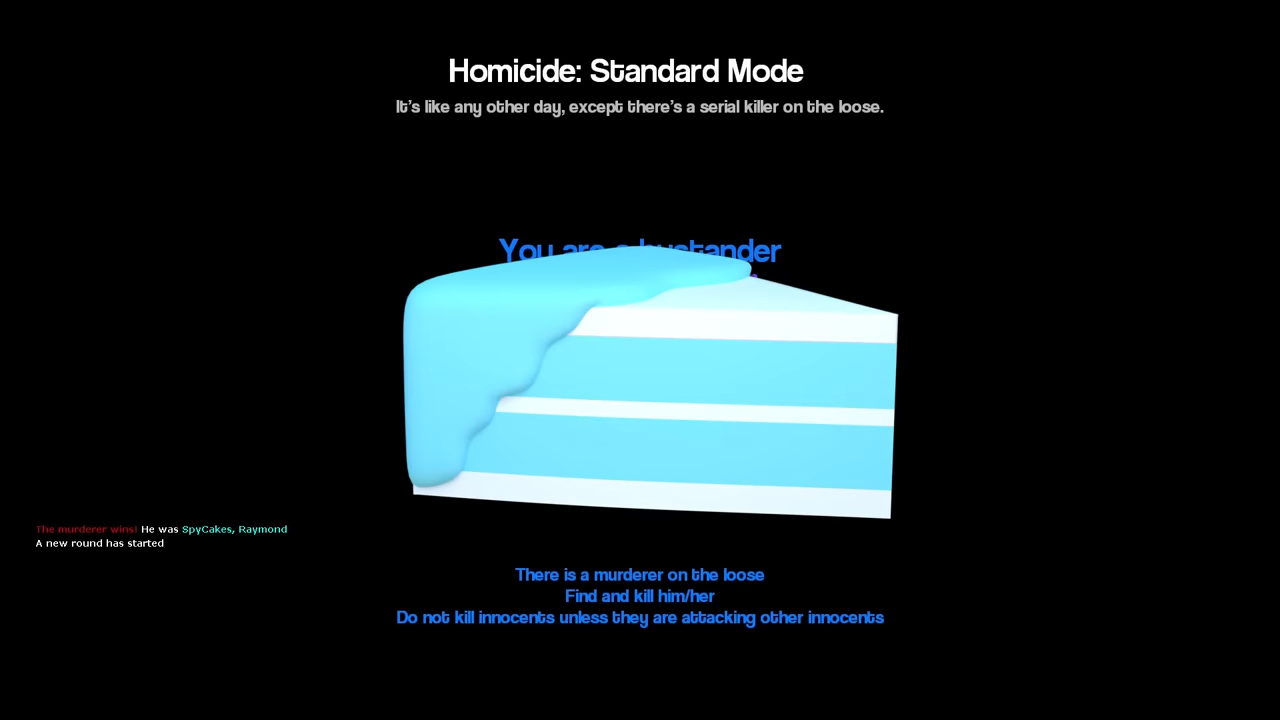 Homicide: Standard Mode
It's like any other day, except there's a serial killer on the loose.
You are a bystander
The murderer wins! He was SpyCakes, Raymond
A new round has started
There is a murderer on the loose
Find and kill him/her
Do not kill innocents unless they are attacking other innocents